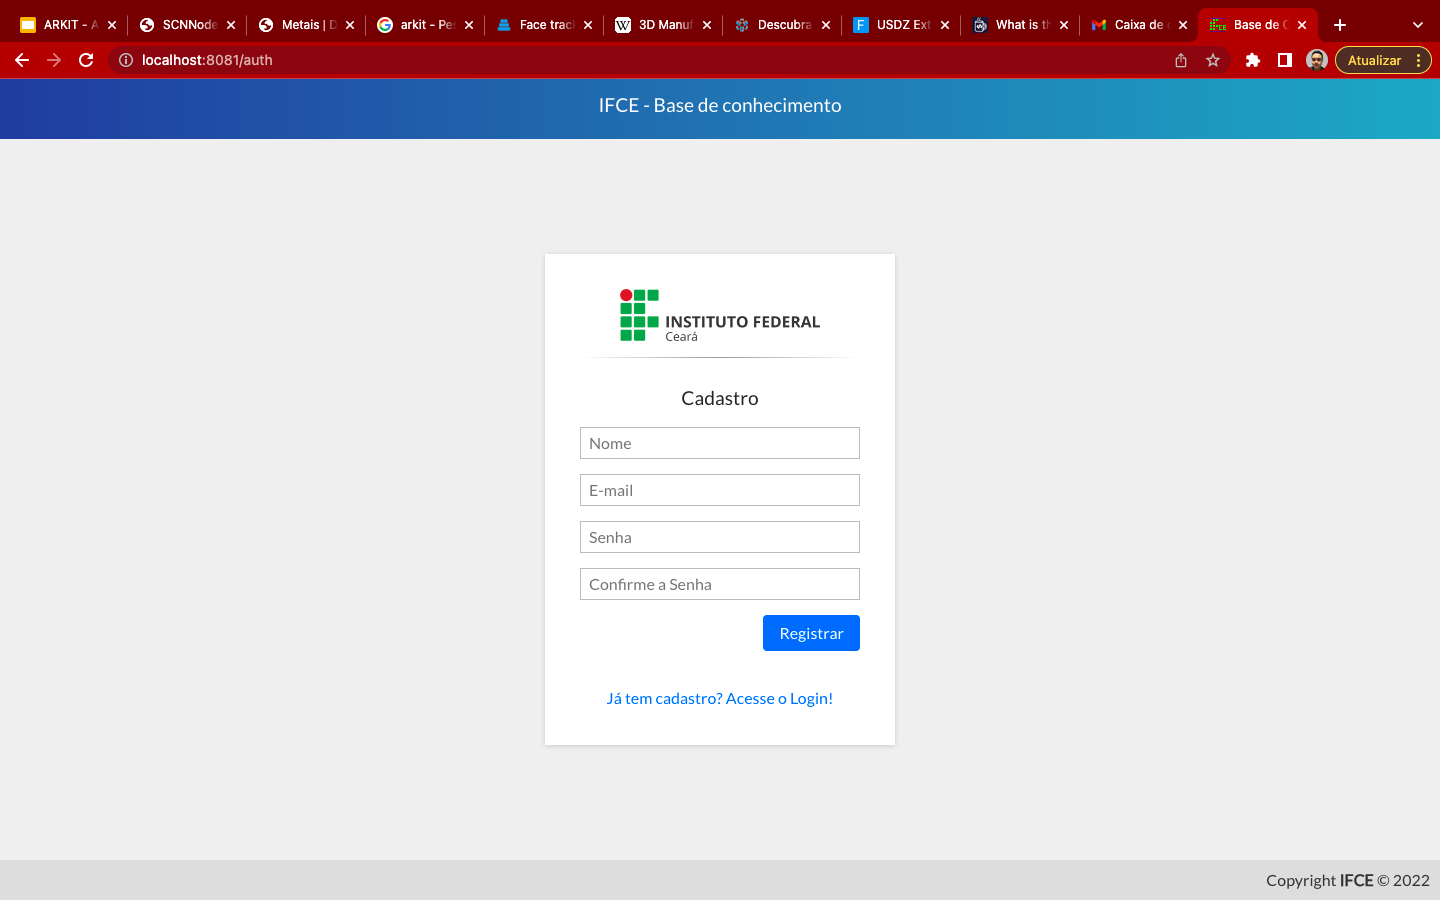 ARKIT - A
SCNNode
Metais | D
arkit - Pes
Face track
3D Manuf
Descubra
USDZ Ext
What is th
Caixa de e
Base de C
localhost:8081/auth
Atualizar
IFCE - Base de conhecimento
INSTITUTO FEDERAL
Ceará
Cadastro
Nome
E-mail
Senha
Confirme a Senha
Registrar
Já tem cadastro? Acesse o Login!
Copyright IFCE © 2022